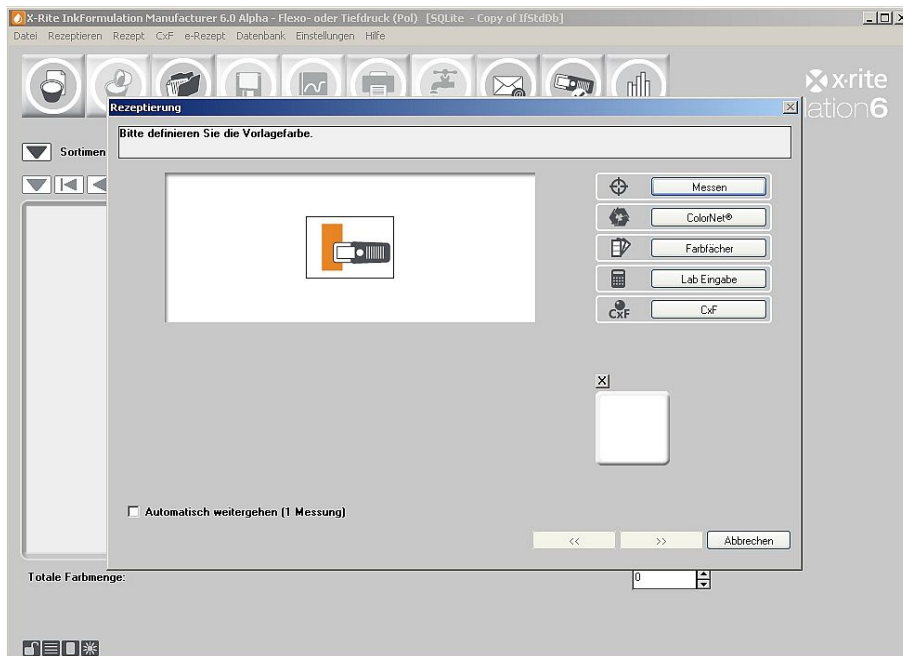 X-Rite InkFormulation Manufacturer 6.0 Alpha - Flexo- oder Tiefdruck (Pol) [SQLite - Copy of IfStdDb]
Datei Rezeptieren Rezept CxF e-Rezept Datenbank Einstellungen Hilfe
x·rite
ation6
Rezeptierung
Bitte definieren Sie die Vorlagefarbe.
Sortimen
Messen
ColorNet®
Farbfächer
Lab Eingabe
CxF CxF
Automatisch weitergehen (1 Messung)
<< >> Abbrechen
Totale Farbmenge: 0